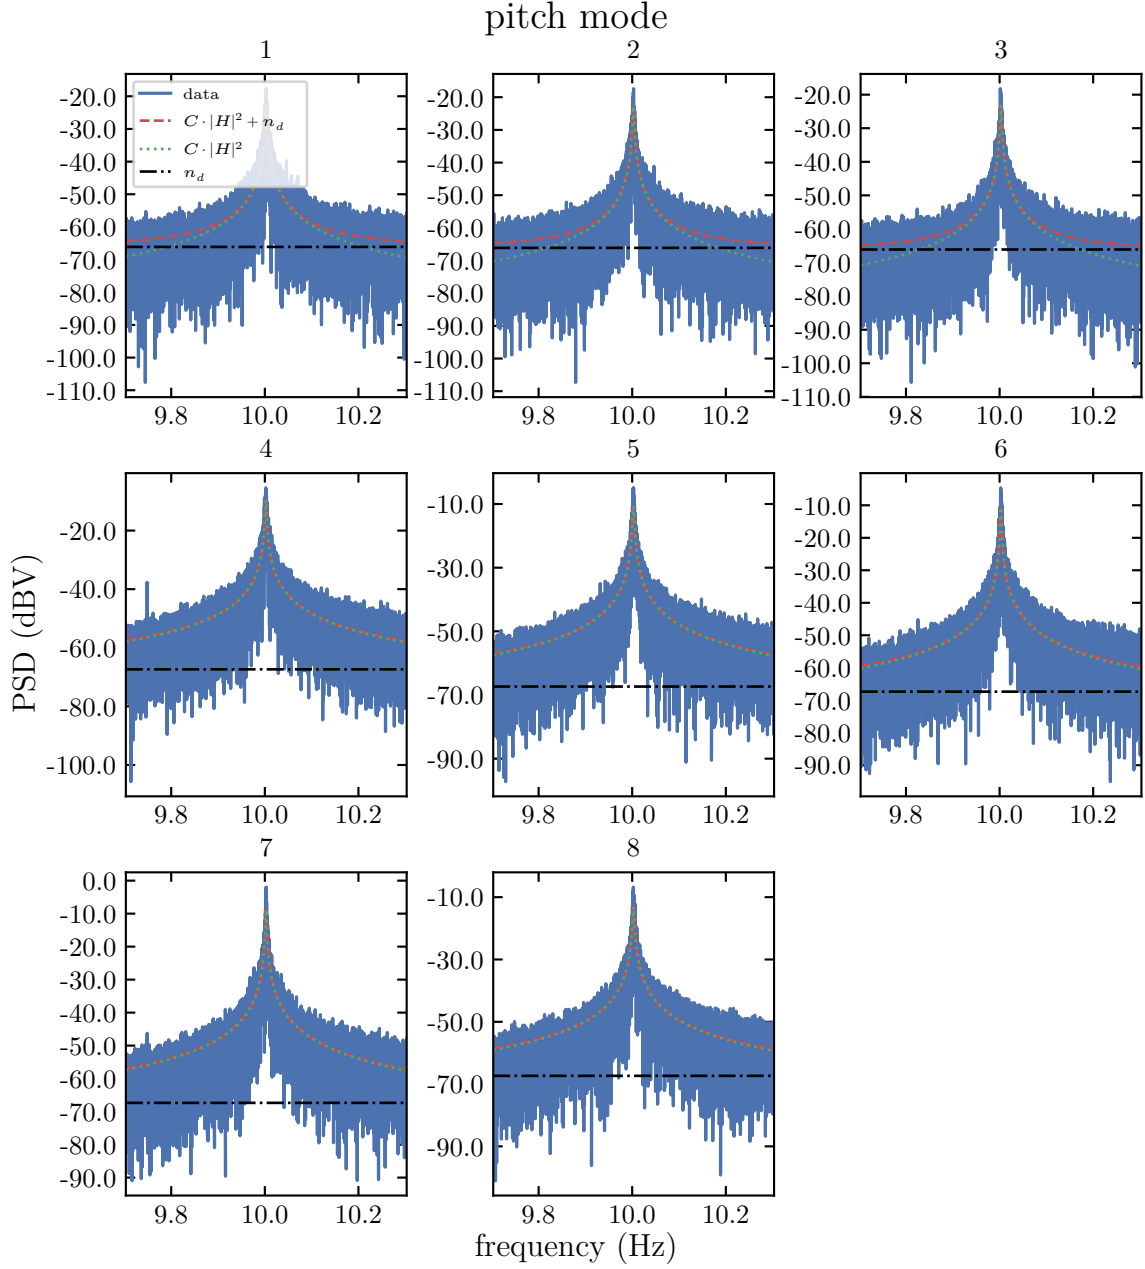 pitch mode
1 2 3
-20.0 -30.0 -40.0 -50.0 -60.0 -70.0 -80.0 -90.0 -100.0 -110.0
data
C · |H|² + n_d
C · |H|²
n_d
9.8 10.0 10.2
-20.0 -30.0 -40.0 -50.0 -60.0 -70.0 -80.0 -90.0 -100.0 -110.0
9.8 10.0 10.2
-20.0 -30.0 -40.0 -50.0 -60.0 -70.0 -80.0 -90.0 -100.0 -110.0
9.8 10.0 10.2
4 5 6
PSD (dBV)
-20.0 -40.0 -60.0 -80.0 -100.0
9.8 10.0 10.2
-10.0 -30.0 -50.0 -70.0 -90.0
9.8 10.0 10.2
-10.0 -20.0 -30.0 -40.0 -50.0 -60.0 -70.0 -80.0 -90.0
9.8 10.0 10.2
7 8
0.0 -10.0 -20.0 -30.0 -40.0 -50.0 -60.0 -70.0 -80.0 -90.0
9.8 10.0 10.2
-10.0 -30.0 -50.0 -70.0 -90.0
9.8 10.0 10.2
frequency (Hz)